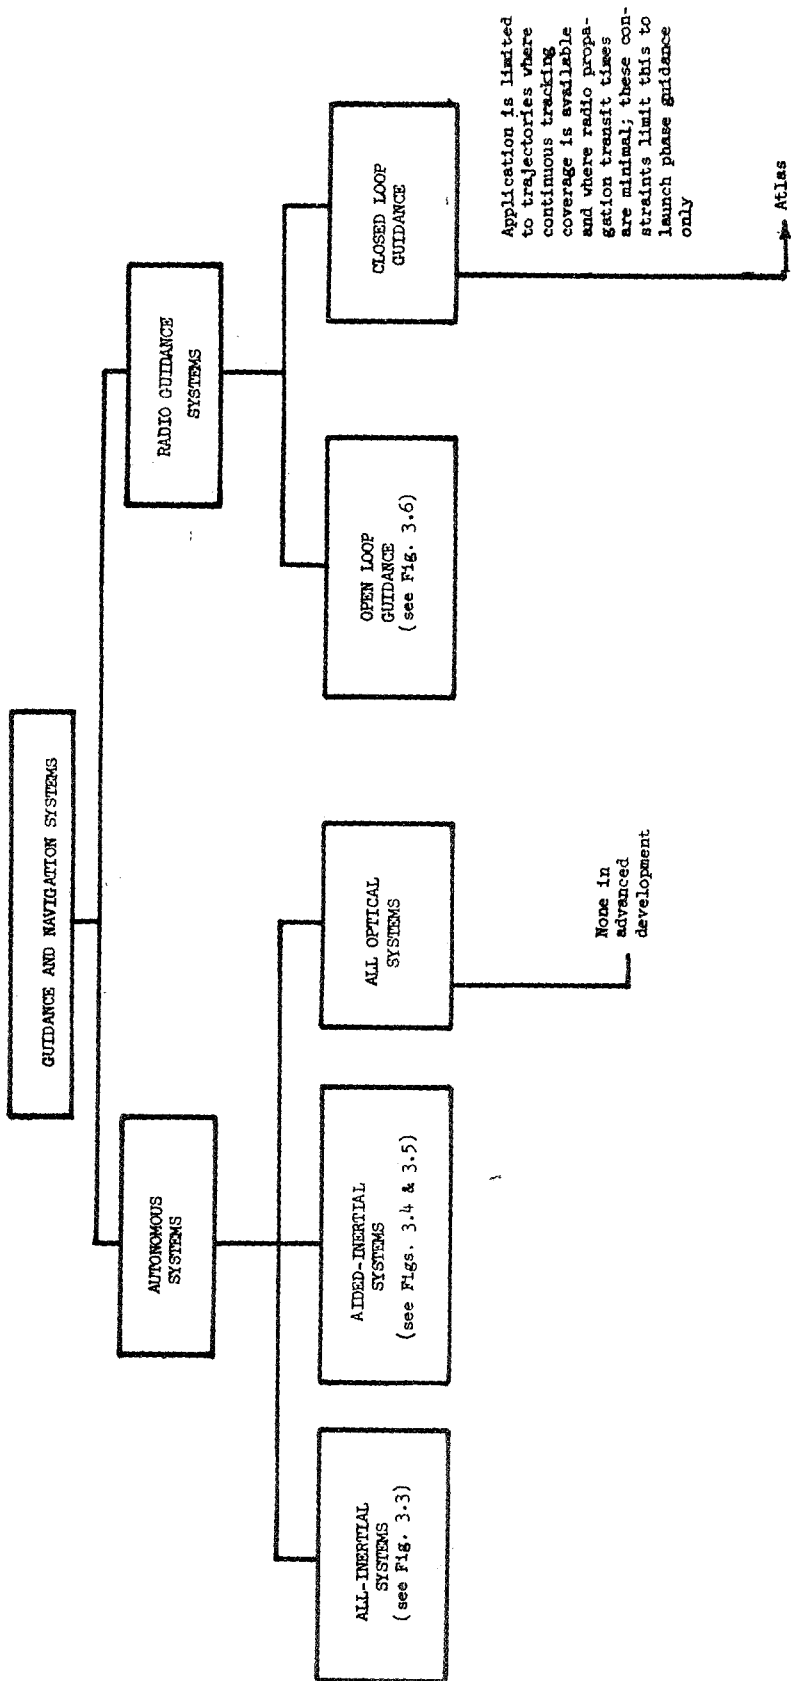 GUIDANCE AND NAVIGATION SYSTEMS
AUTONOMOUS
SYSTEMS
RADIO GUIDANCE
SYSTEMS
ALL-INERTIAL
SYSTEMS
(see Fig. 3.3)
AIDED-INERTIAL
SYSTEMS
(see Figs. 3.4 & 3.5)
ALL OPTICAL
SYSTEMS
OPEN LOOP
GUIDANCE
(see Fig. 3.6)
CLOSED LOOP
GUIDANCE
None in
advanced
development
Application is limited
to trajectories where
continuous tracking
coverage is available
and where radio propa-
gation transit times
are minimal; these con-
straints limit this to
launch phase guidance
only
Atlas